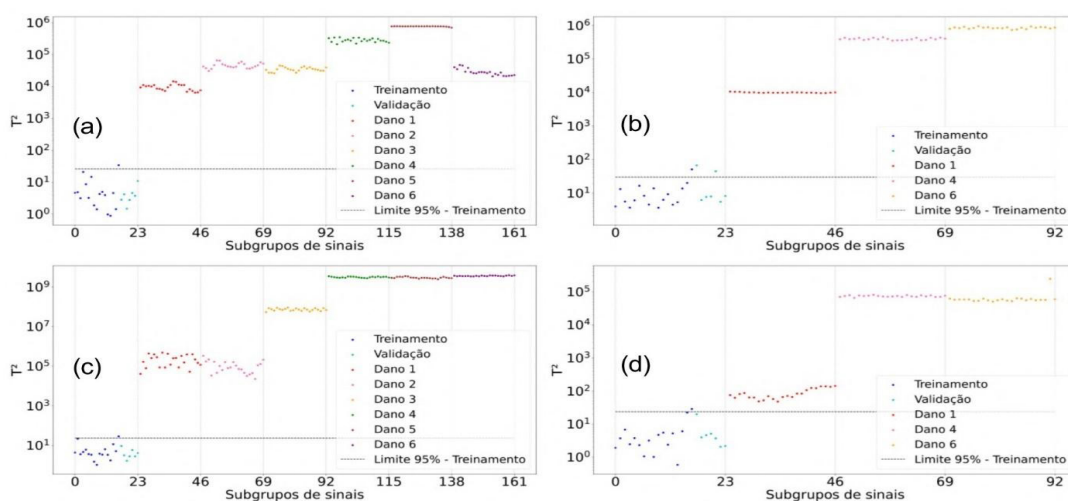 (a)
T²
10⁶
10⁵
10⁴
10³
10²
10¹
10⁰
Treinamento
Validação
Dano 1
Dano 2
Dano 3
Dano 4
Dano 5
Dano 6
Limite 95% - Treinamento
0 23 46 69 92 115 138 161
Subgrupos de sinais
(b)
T²
10⁶
10⁵
10⁴
10³
10²
10¹
Treinamento
Validação
Dano 1
Dano 4
Dano 6
Limite 95% - Treinamento
0 23 46 69 92
Subgrupos de sinais
(c)
T²
10⁹
10⁷
10⁵
10³
10¹
Treinamento
Validação
Dano 1
Dano 2
Dano 3
Dano 4
Dano 5
Dano 6
Limite 95% - Treinamento
0 23 46 69 92 115 138 161
Subgrupos de sinais
(d)
T²
10⁵
10⁴
10³
10²
10¹
10⁰
Treinamento
Validação
Dano 1
Dano 4
Dano 6
Limite 95% - Treinamento
0 23 46 69 92
Subgrupos de sinais